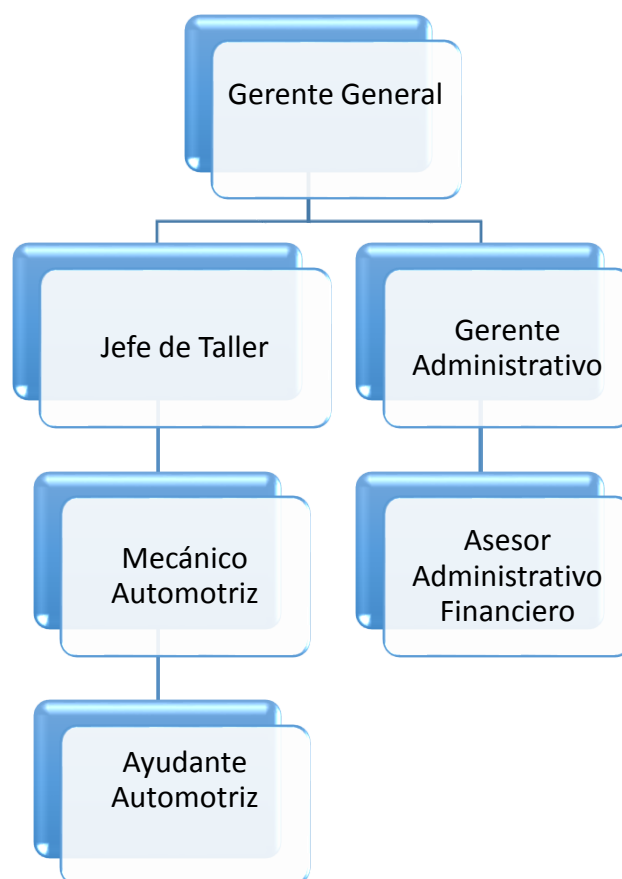 Gerente General
Jefe de Taller
Gerente
Administrativo
Mecánico
Automotriz
Asesor
Administrativo
Financiero
Ayudante
Automotriz